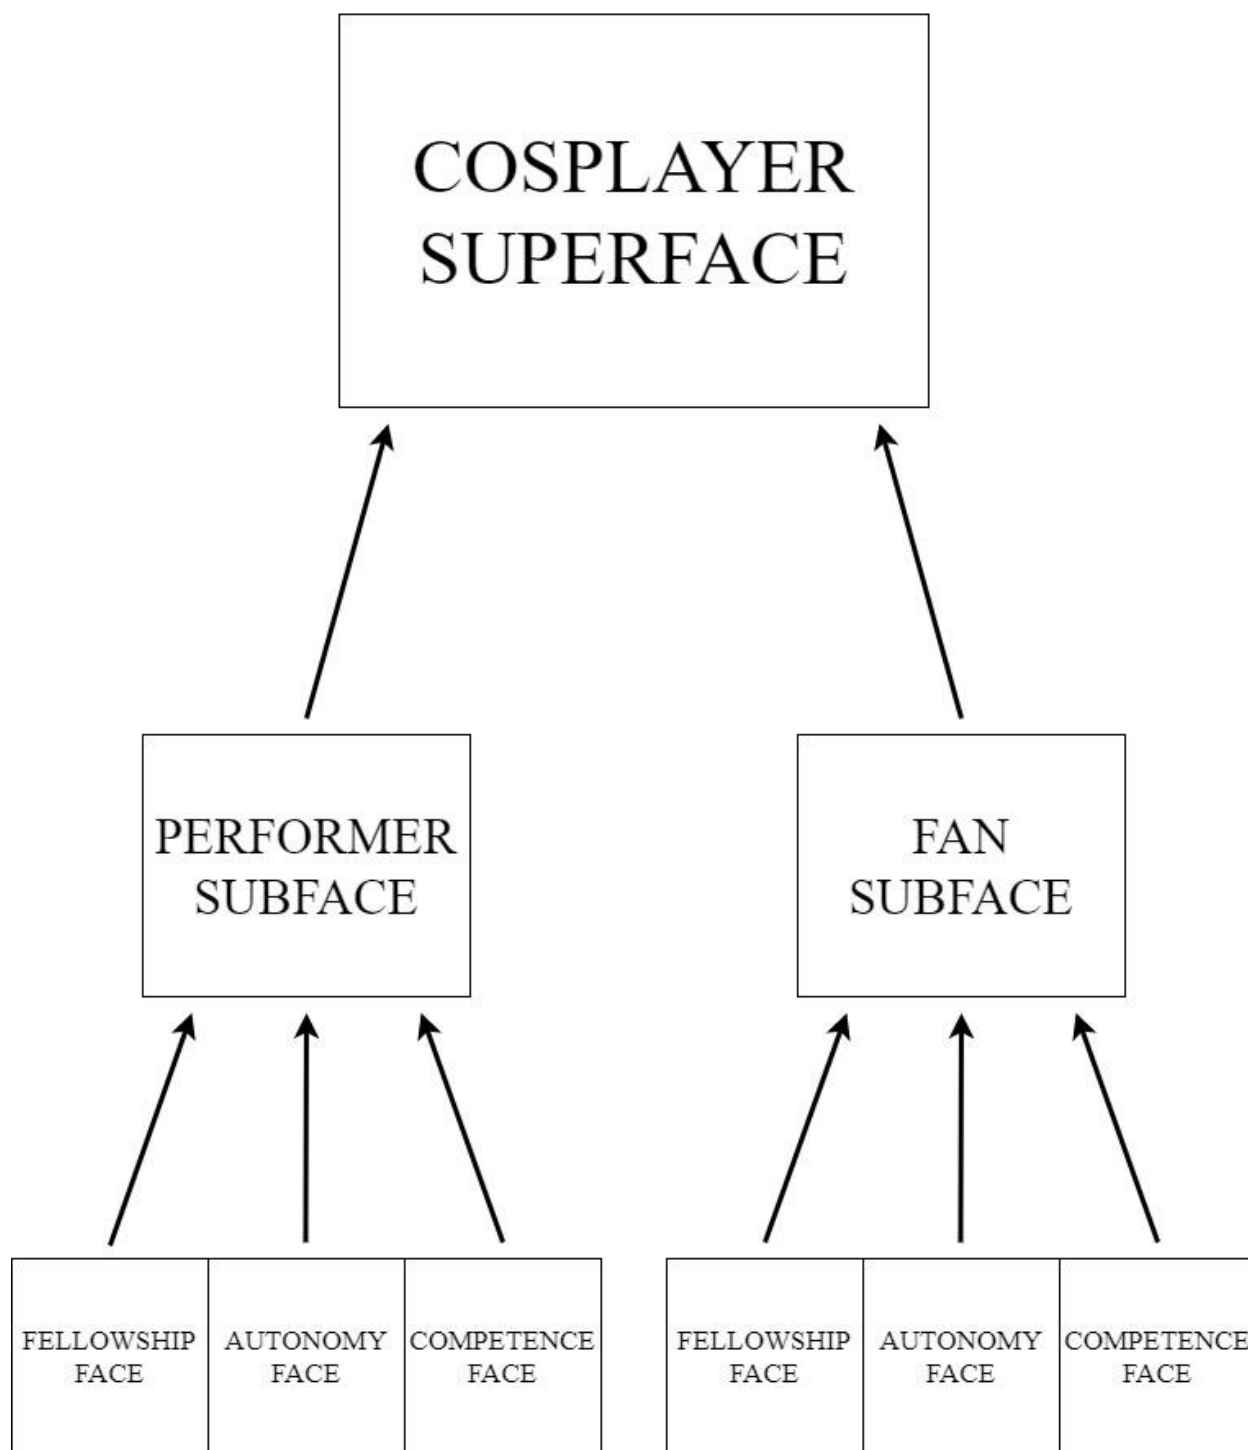 COSPLAYER
SUPERFACE
PERFORMER
SUBFACE
FAN
SUBFACE
FELLOWSHIP
FACE
AUTONOMY
FACE
COMPETENCE
FACE
FELLOWSHIP
FACE
AUTONOMY
FACE
COMPETENCE
FACE